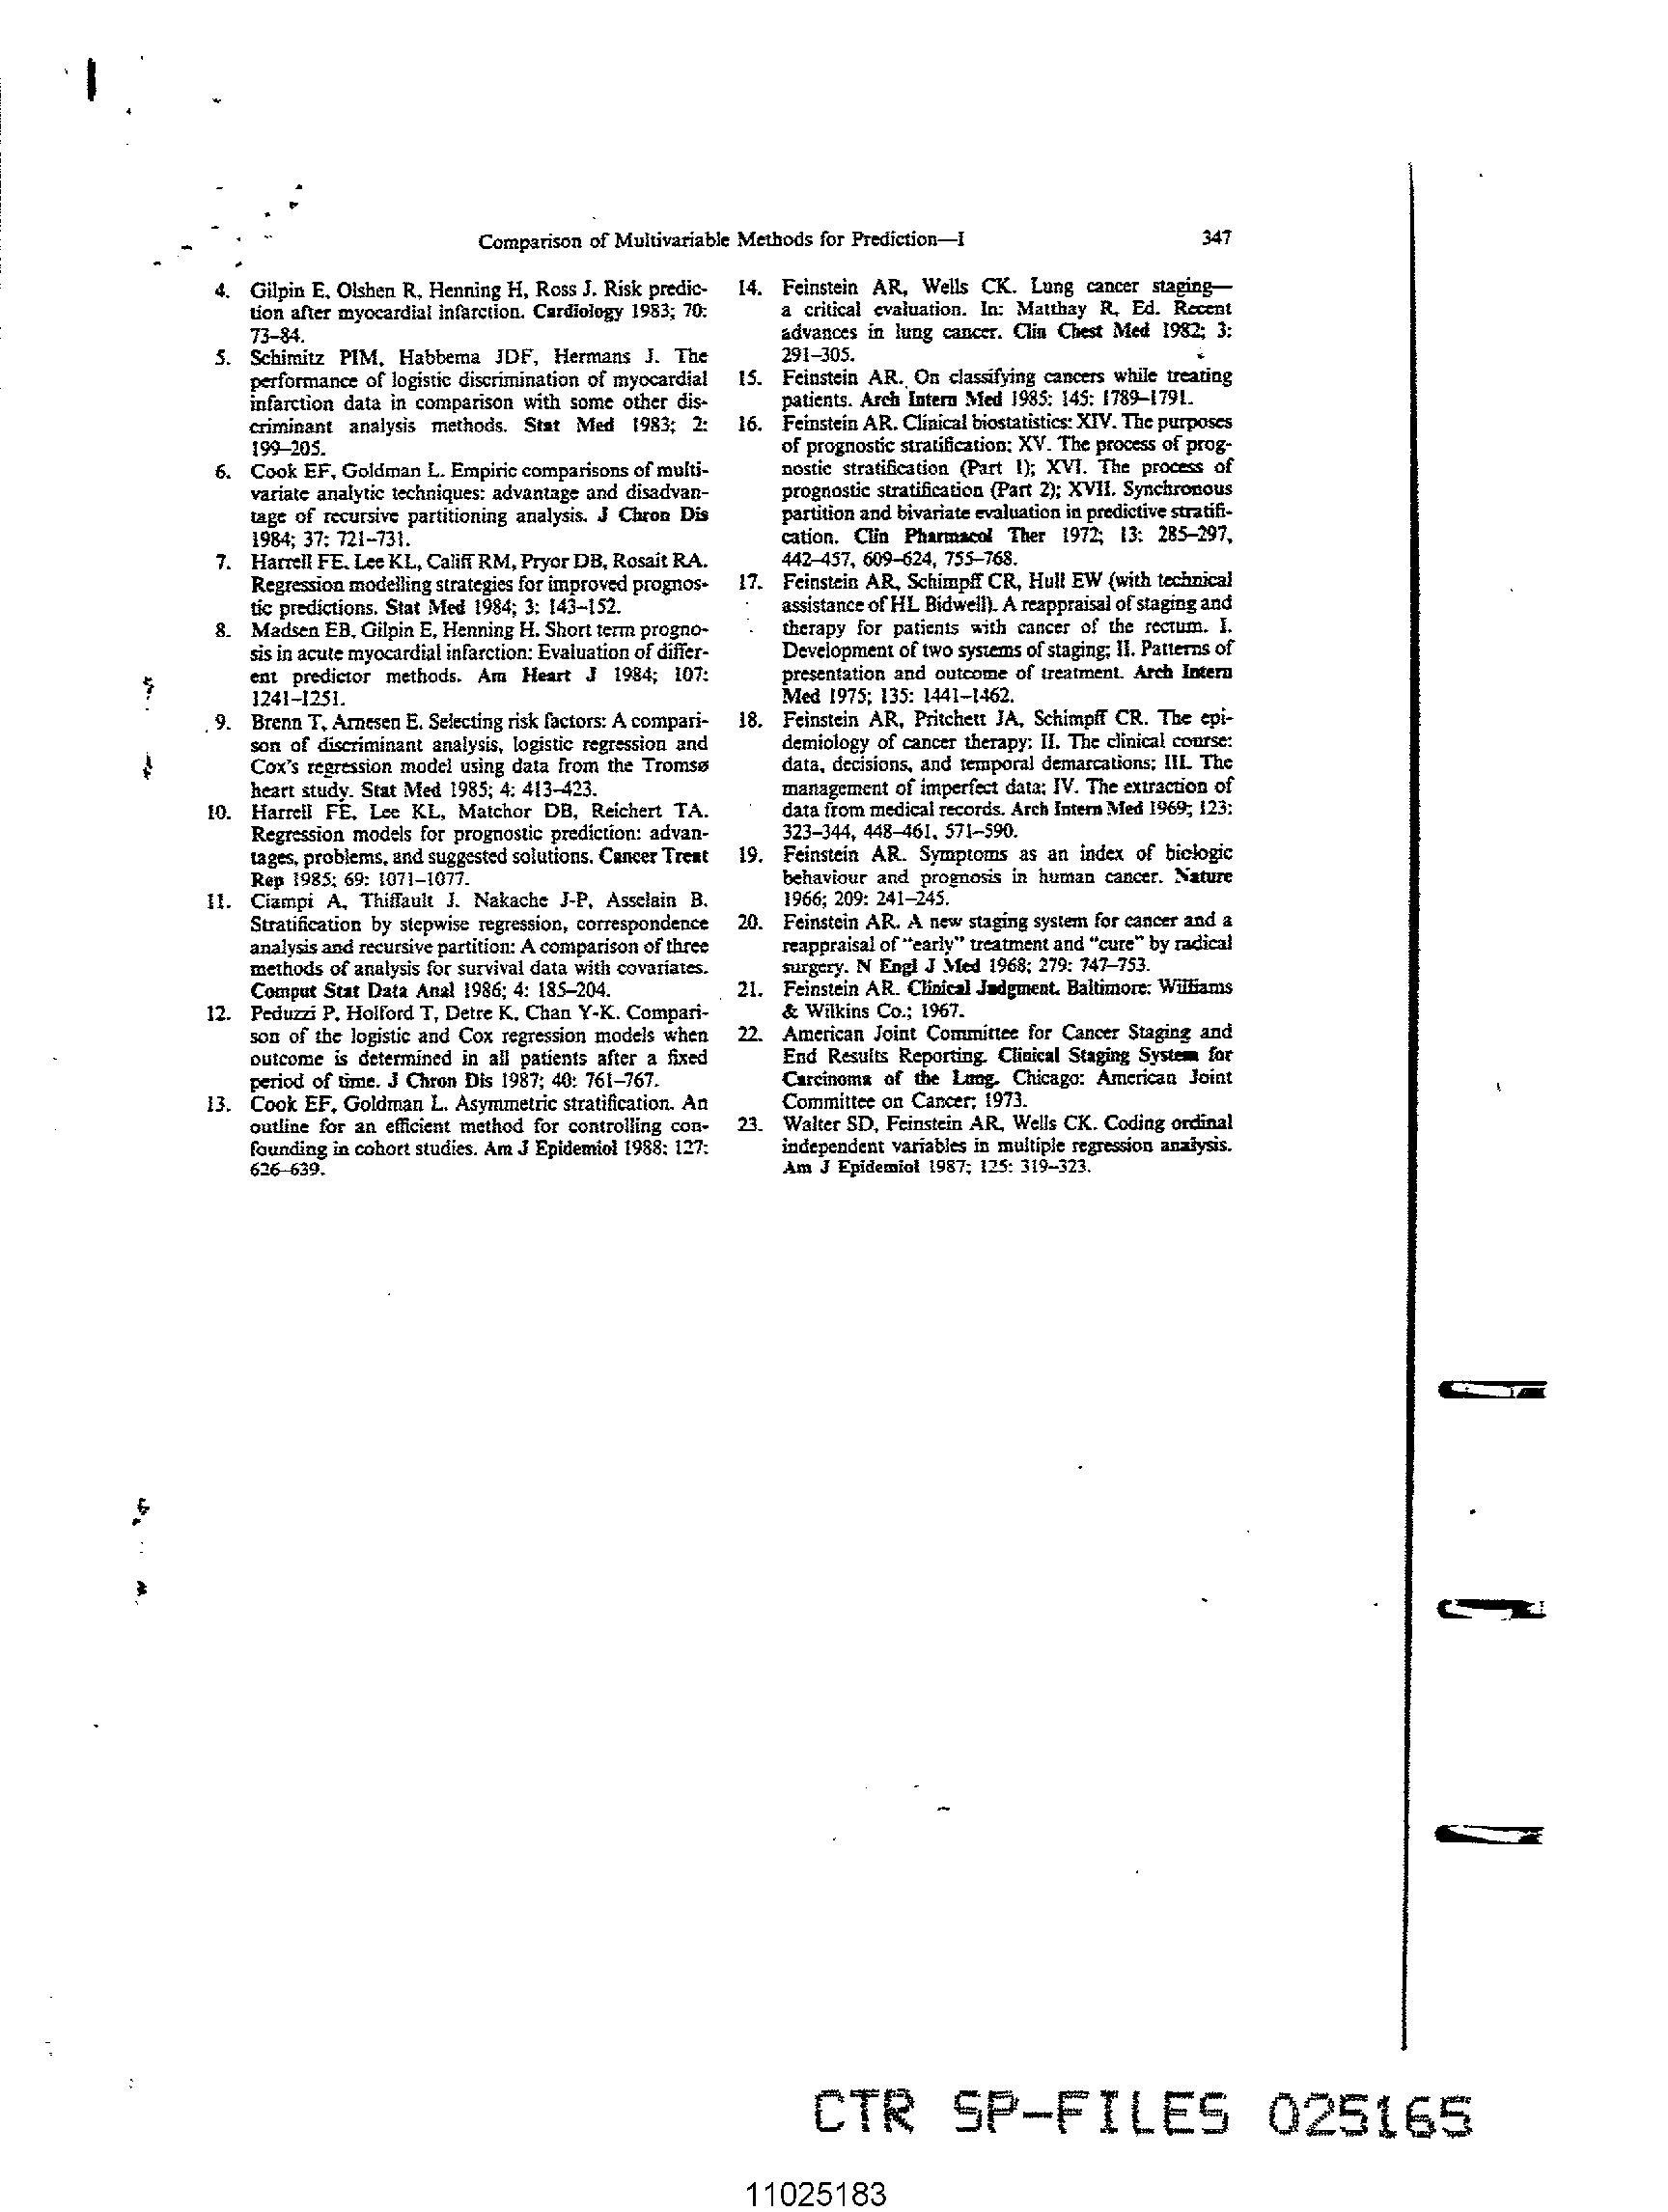 Comparison of Multivariable Methods for Prediction—I 347
4. Gilpin E, Olshen R, Henning H, Ross J. Risk predic-
tion after myocardial infarction. Cardiology 1983; 70:
73–84.
5. Schimitz PIM, Habbema JDF, Hermans J. The
performance of logistic discrimination of myocardial
infarction data in comparison with some other dis-
criminant analysis methods. Stat Med 1983; 2:
199–205.
6. Cook EF, Goldman L. Empiric comparisons of multi-
variate analytic techniques: advantage and disadvan-
tage of recursive partitioning analysis. J Chron Dis
1984; 37: 721–731.
7. Harrell FE, Lee KL, Califf RM, Pryor DB, Rosait RA.
Regression modelling strategies for improved prognos-
tic predictions. Stat Med 1984; 3: 143–152.
8. Madsen EB, Gilpin E, Henning H. Short term progno-
sis in acute myocardial infarction: Evaluation of differ-
ent predictor methods. Am Heart J 1984; 107:
1241–1251.
9. Brenn T, Arnesen E. Selecting risk factors: A compari-
son of discriminant analysis, logistic regression and
Cox's regression model using data from the Tromsø
heart study. Stat Med 1985; 4: 413–423.
10. Harrell FE, Lee KL, Matchor DB, Reichert TA.
Regression models for prognostic prediction: advan-
tages, problems, and suggested solutions. Cancer Treat
Rep 1985; 69: 1071–1077.
11. Ciampi A, Thiffault J. Nakache J-P, Asselain B.
Stratification by stepwise regression, correspondence
analysis and recursive partition: A comparison of three
methods of analysis for survival data with covariates.
Comput Stat Data Anal 1986; 4: 185–204.
12. Peduzzi P, Holford T, Detre K, Chan Y-K. Compari-
son of the logistic and Cox regression models when
outcome is determined in all patients after a fixed
period of time. J Chron Dis 1987; 40: 761–767.
13. Cook EF, Goldman L. Asymmetric stratification. An
outline for an efficient method for controlling con-
founding in cohort studies. Am J Epidemiol 1988; 127:
626–639.
14. Feinstein AR, Wells CK. Lung cancer staging—
a critical evaluation. In: Matthay R, Ed. Recent
advances in lung cancer. Clin Chest Med 1982; 3:
291–305.
15. Feinstein AR. On classifying cancers while treating
patients. Arch Intern Med 1985; 145: 1789–1791.
16. Feinstein AR. Clinical biostatistics: XIV. The purposes
of prognostic stratification; XV. The process of prog-
nostic stratification (Part 1); XVI. The process of
prognostic stratification (Part 2); XVII. Synchronous
partition and bivariate evaluation in predictive stratifi-
cation. Clin Pharmacol Ther 1972; 13: 285–297,
442–457, 609–624, 755–768.
17. Feinstein AR, Schimpff CR, Hull EW (with technical
assistance of HL Bidwell). A reappraisal of staging and
therapy for patients with cancer of the rectum. I.
Development of two systems of staging; II. Patterns of
presentation and outcome of treatment. Arch Intern
Med 1975; 135: 1441–1462.
18. Feinstein AR, Pritchett JA, Schimpff CR. The epi-
demiology of cancer therapy: II. The clinical course:
data, decisions, and temporal demarcations; III. The
management of imperfect data; IV. The extraction of
data from medical records. Arch Intern Med 1969; 123:
323–344, 448–461, 571–590.
19. Feinstein AR. Symptoms as an index of biologic
behaviour and prognosis in human cancer. Nature
1966; 209: 241–245.
20. Feinstein AR. A new staging system for cancer and a
reappraisal of "early" treatment and "cure" by radical
surgery. N Engl J Med 1968; 279: 747–753.
21. Feinstein AR. Clinical Judgment. Baltimore: Williams
& Wilkins Co.; 1967.
22. American Joint Committee for Cancer Staging and
End Results Reporting. Clinical Staging System for
Carcinoma of the Lung. Chicago: American Joint
Committee on Cancer; 1973.
23. Walter SD, Feinstein AR, Wells CK. Coding ordinal
independent variables in multiple regression analysis.
Am J Epidemiol 1987; 125: 319–323.
CTR SP-FILES 025165
11025183